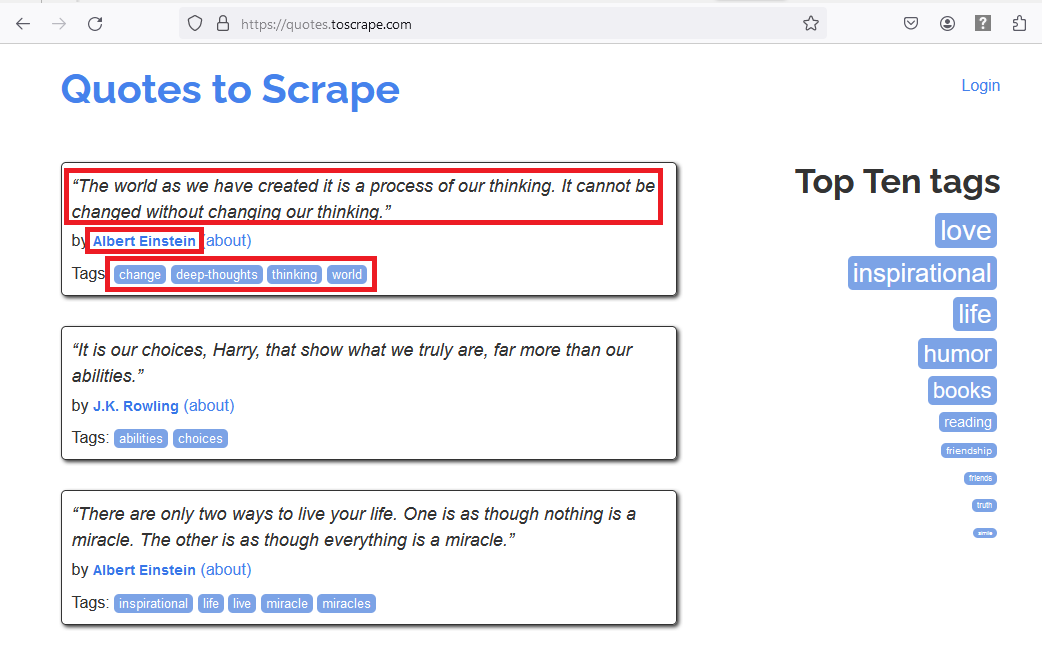 https://quotes.toscrape.com
Quotes to Scrape
Login
“The world as we have created it is a process of our thinking. It cannot be
changed without changing our thinking.”
by Albert Einstein (about)
Tags: change deep-thoughts thinking world
“It is our choices, Harry, that show what we truly are, far more than our
abilities.”
by J.K. Rowling (about)
Tags: abilities choices
“There are only two ways to live your life. One is as though nothing is a
miracle. The other is as though everything is a miracle.”
by Albert Einstein (about)
Tags: inspirational life live miracle miracles
Top Ten tags
love
inspirational
life
humor
books
reading
friendship
friends
truth
simile